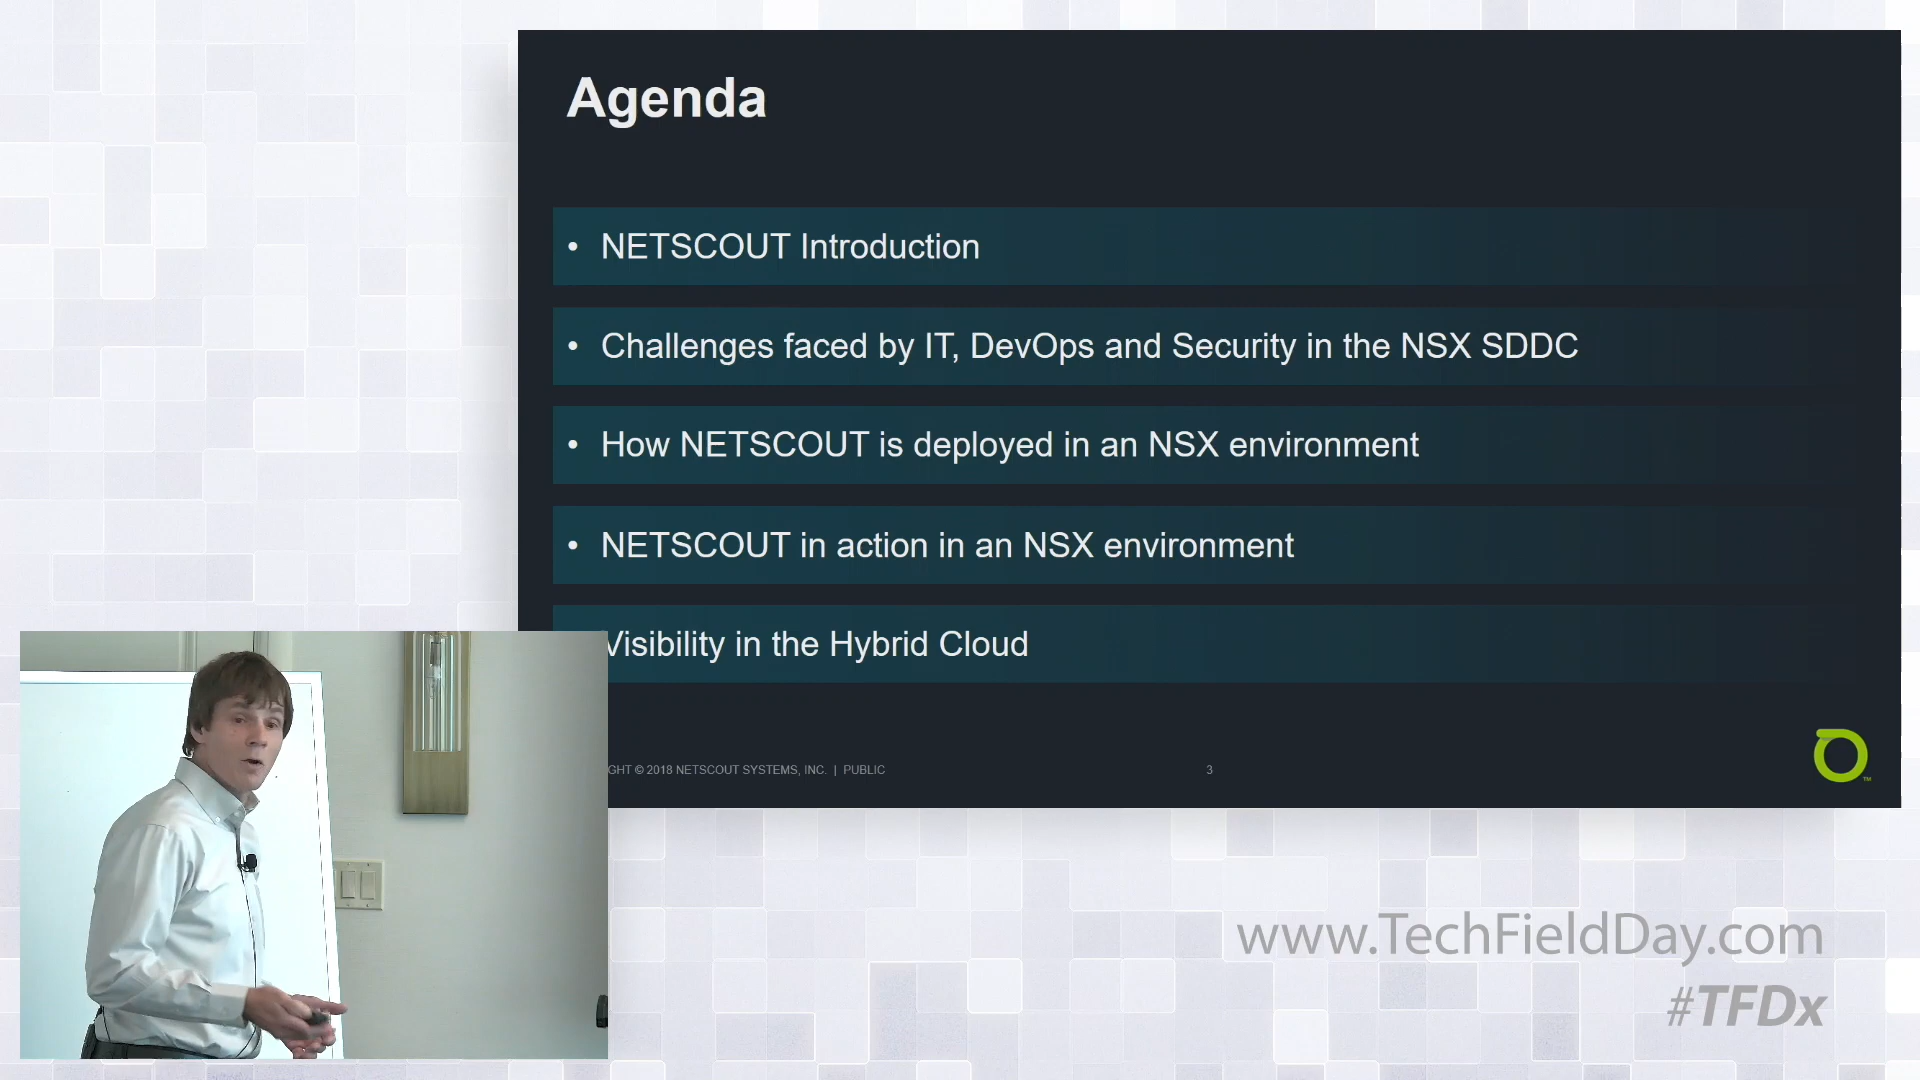 Agenda
• NETSCOUT Introduction
• Challenges faced by IT, DevOps and Security in the NSX SDDC
• How NETSCOUT is deployed in an NSX environment
• NETSCOUT in action in an NSX environment
Visibility in the Hybrid Cloud
GHT © 2018 NETSCOUT SYSTEMS, INC. | PUBLIC
3
TM
www.TechFieldDay.com
#TFDx